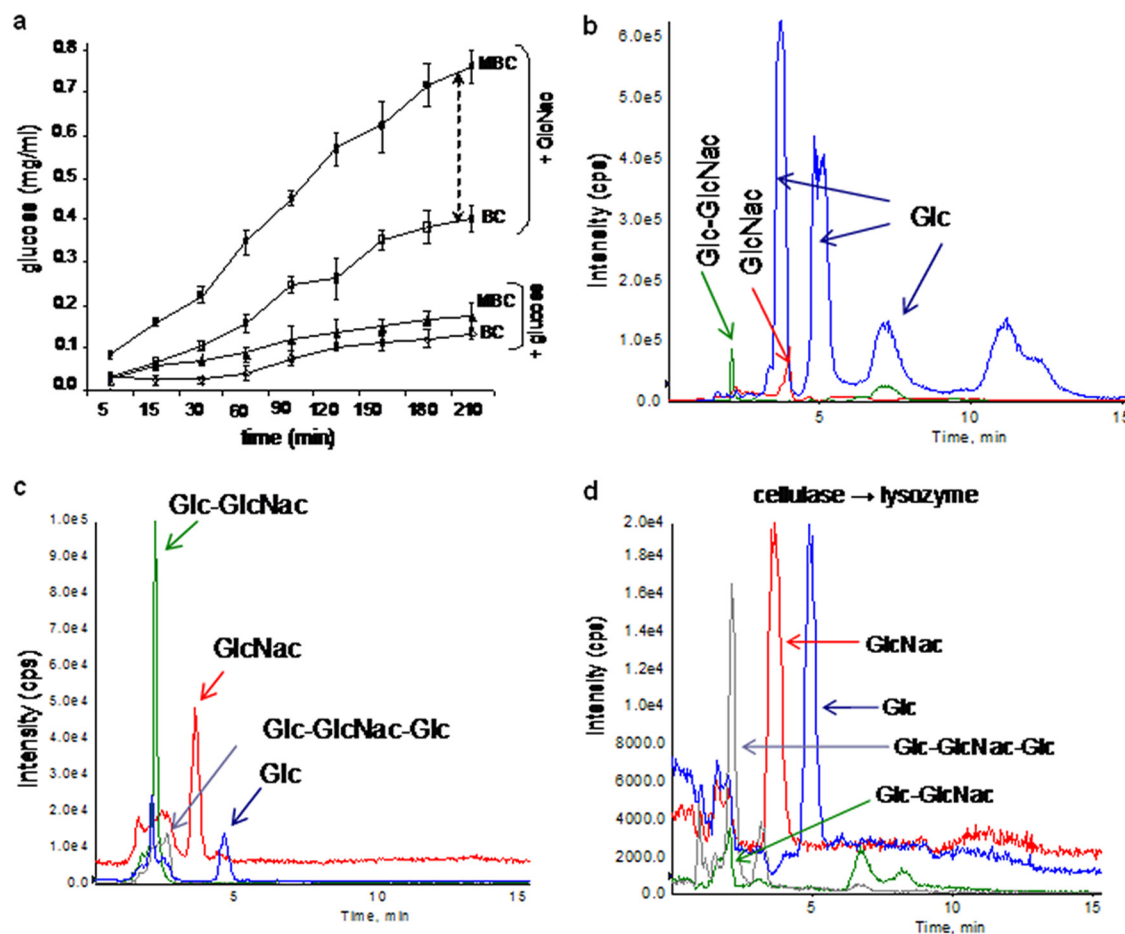 a
glucose (mg/ml)
0.8
0.7
0.6
0.5
0.4
0.3
0.2
0.1
0.0
MBC
BC
+ GlcNac
MBC
BC
+ glucose
5 15 30 60 90 120 150 180 210
time (min)
b
Intensity (cps)
6.0e5
5.0e5
4.0e5
3.0e5
2.0e5
1.0e5
0.0
Glc-GlcNac
GlcNac
Glc
5 10 15
Time, min
c
Intensity (cps)
1.0e5
9.0e4
8.0e4
7.0e4
6.0e4
5.0e4
4.0e4
3.0e4
2.0e4
1.0e4
0.0
Glc-GlcNac
GlcNac
Glc-GlcNac-Glc
Glc
5 10 15
Time, min
d
cellulase → lysozyme
Intensity (cps)
2.0e4
1.8e4
1.6e4
1.4e4
1.2e4
1.0e4
8000.0
6000.0
4000.0
2000.0
0.0
GlcNac
Glc
Glc-GlcNac-Glc
Glc-GlcNac
5 10 15
Time, min